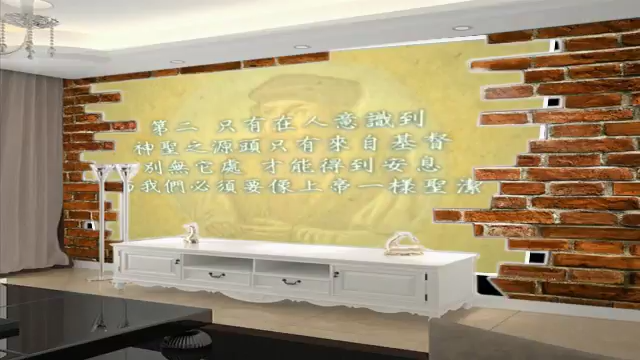 第二 只有在人意識到
神聖之源頭只有來自基督
別無它處 才能得到安息
而我們必須要像上帝一樣聖潔